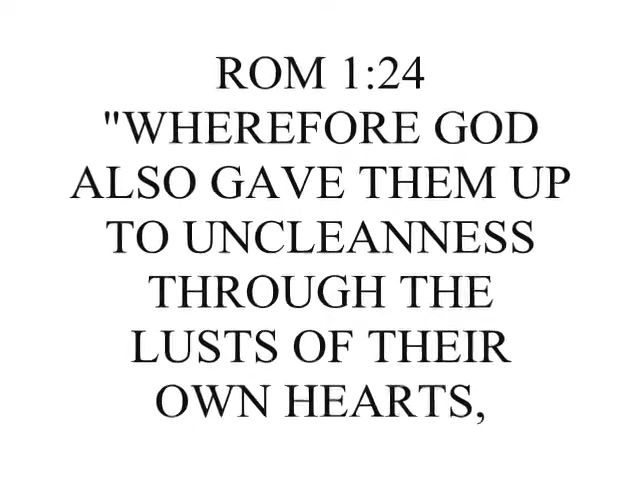 ROM 1:24
"WHEREFORE GOD
ALSO GAVE THEM UP
TO UNCLEANNESS
THROUGH THE
LUSTS OF THEIR
OWN HEARTS,